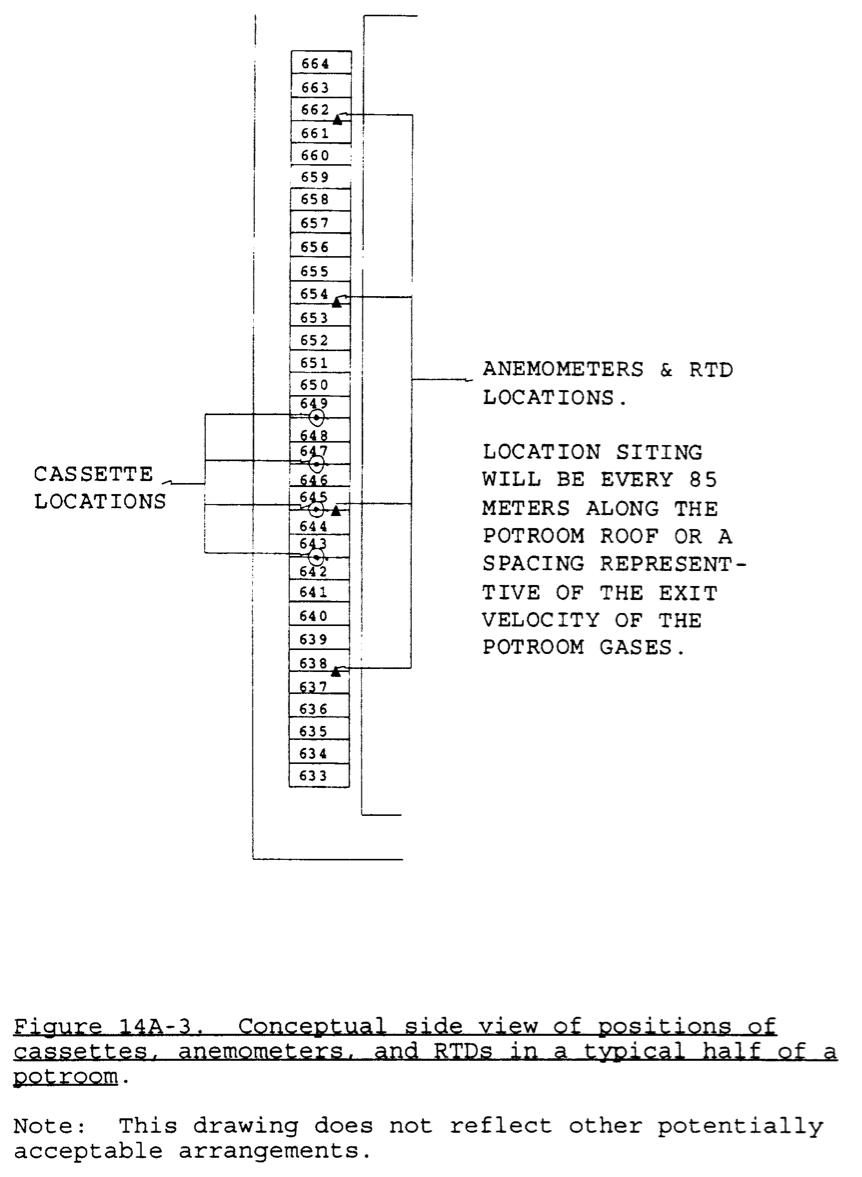 664
663
662
661
660
659
658
657
656
655
654
653
652
651
650
649
648
647
646
645
644
643
642
641
640
639
638
637
636
635
634
633
CASSETTE
LOCATIONS
ANEMOMETERS & RTD
LOCATIONS.
LOCATION SITING
WILL BE EVERY 85
METERS ALONG THE
POTROOM ROOF OR A
SPACING REPRESENT-
TIVE OF THE EXIT
VELOCITY OF THE
POTROOM GASES.
Figure 14A-3. Conceptual side view of positions of
cassettes, anemometers, and RTDs in a typical half of a
potroom.
Note: This drawing does not reflect other potentially
acceptable arrangements.